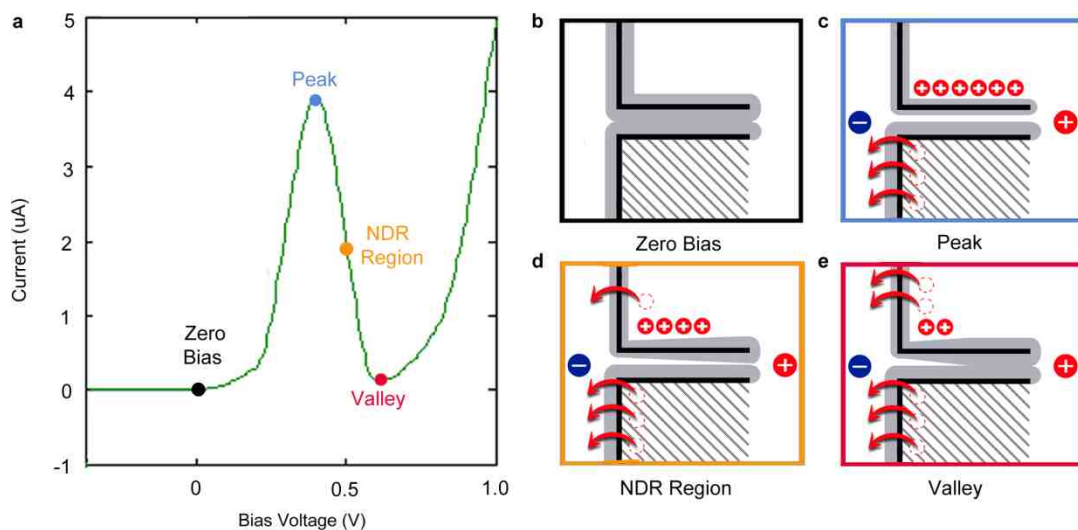 a
5
4
3
2
1
0
-1
Current (uA)
Peak
NDR
Region
Zero
Bias
Valley
0
0.5
1.0
Bias Voltage (V)
b
Zero Bias
c
Peak
d
NDR Region
e
Valley